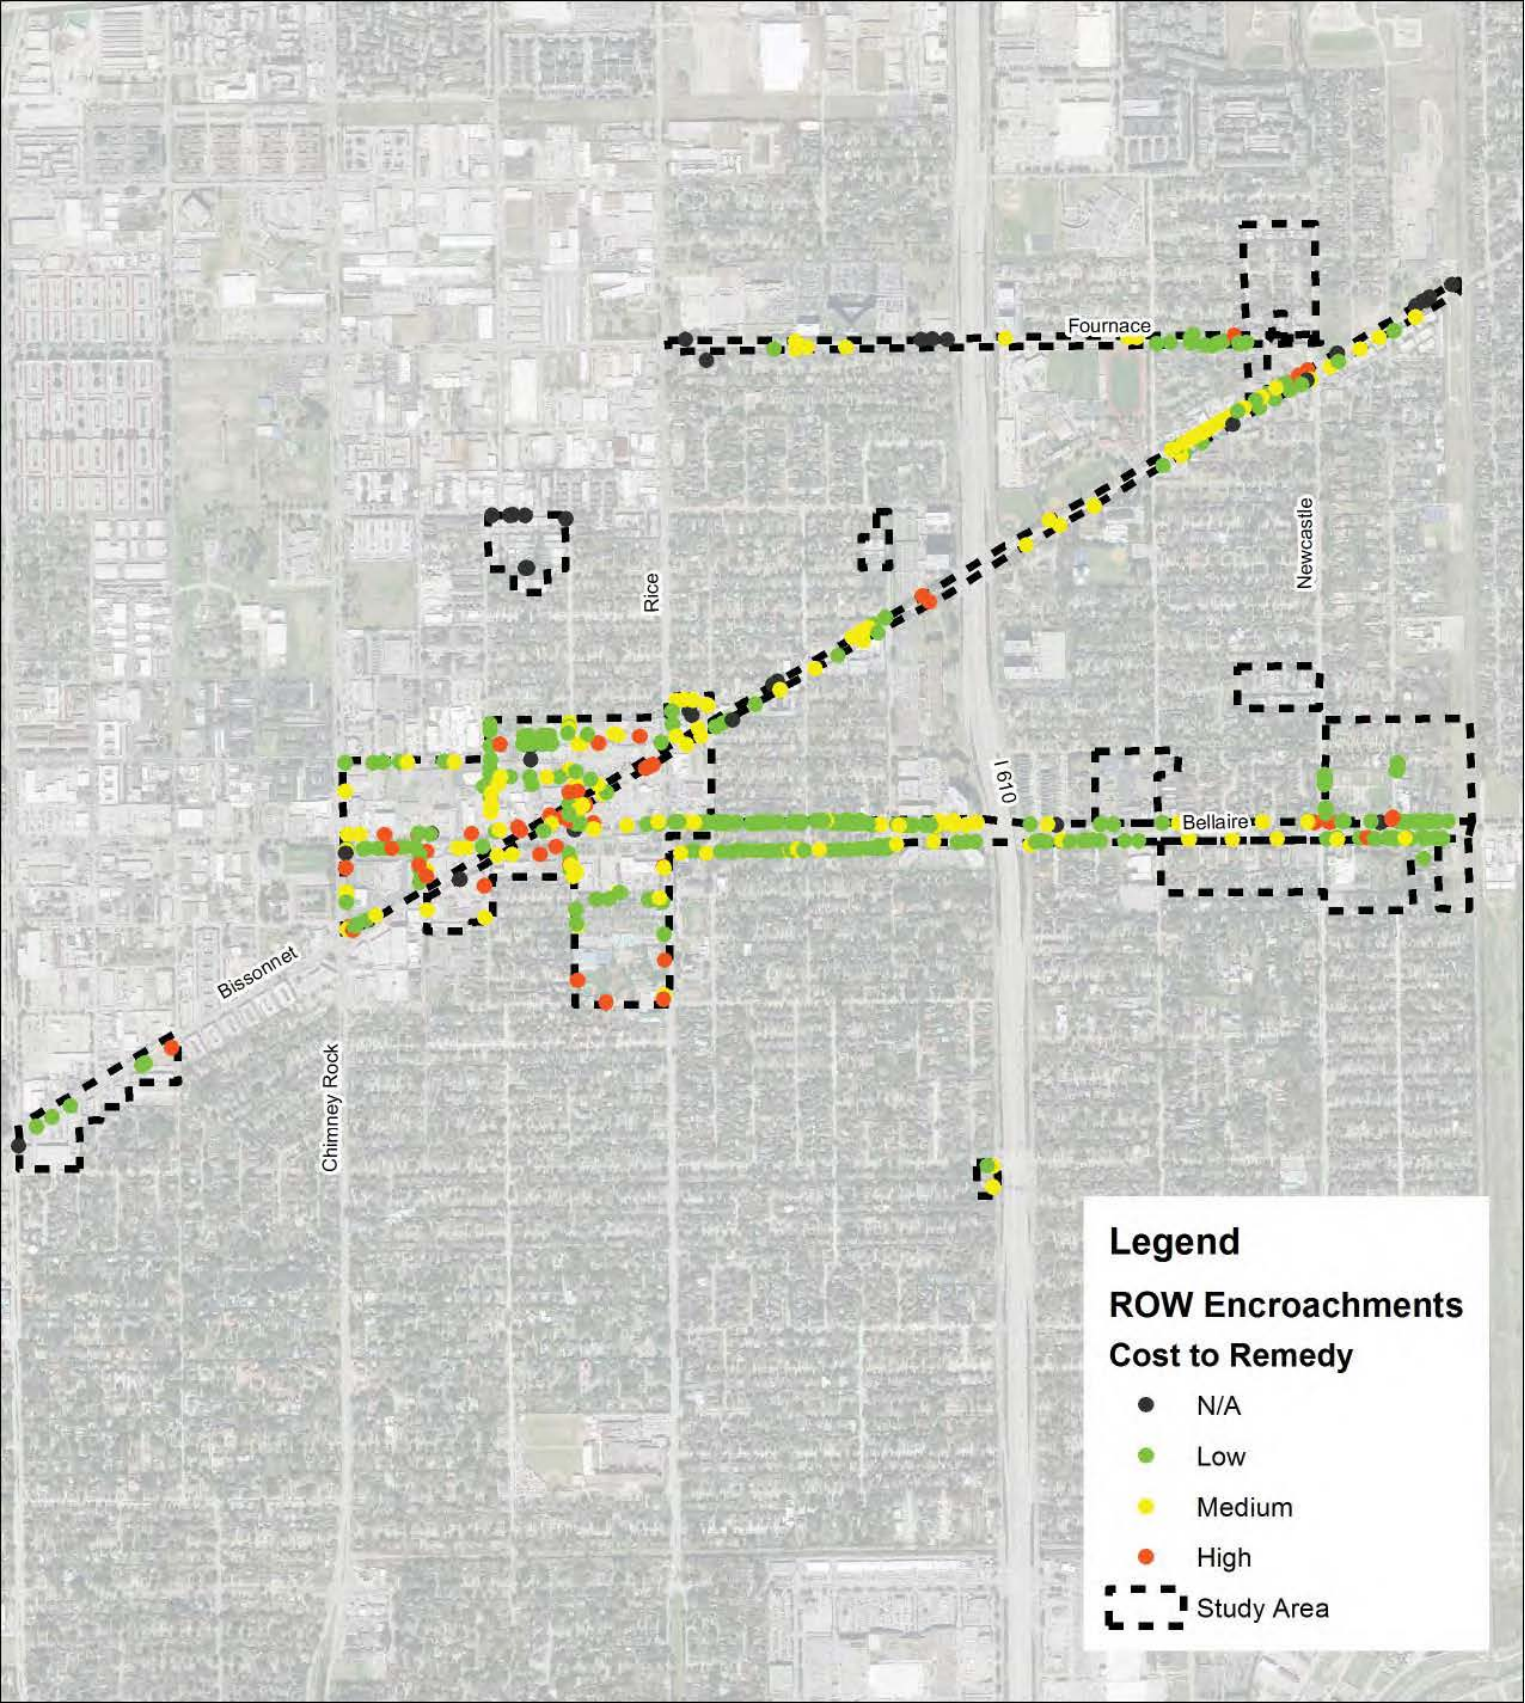 Fournace
Newcastle
Rice
I 610
Bellaire
Bissonnet
Chimney Rock
Legend
ROW Encroachments
Cost to Remedy
N/A
Low
Medium
High
Study Area